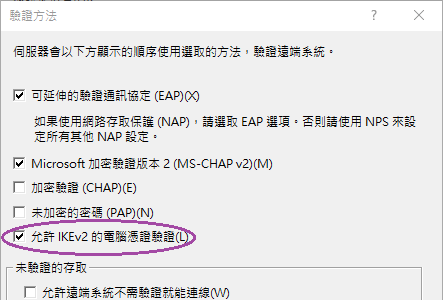 驗證方法
伺服器會以下方顯示的順序使用選取的方法，驗證遠端系統。
可延伸的驗證通訊協定 (EAP)(X)
如果使用網路存取保護 (NAP)，請選取 EAP 選項。否則請使用 NPS 來設
定所有其他 NAP 設定。
Microsoft 加密驗證版本 2 (MS-CHAP v2)(M)
加密驗證 (CHAP)(E)
未加密的密碼 (PAP)(N)
允許 IKEv2 的電腦憑證驗證(L)
未驗證的存取
允許遠端系統不需驗證就能連線(W)